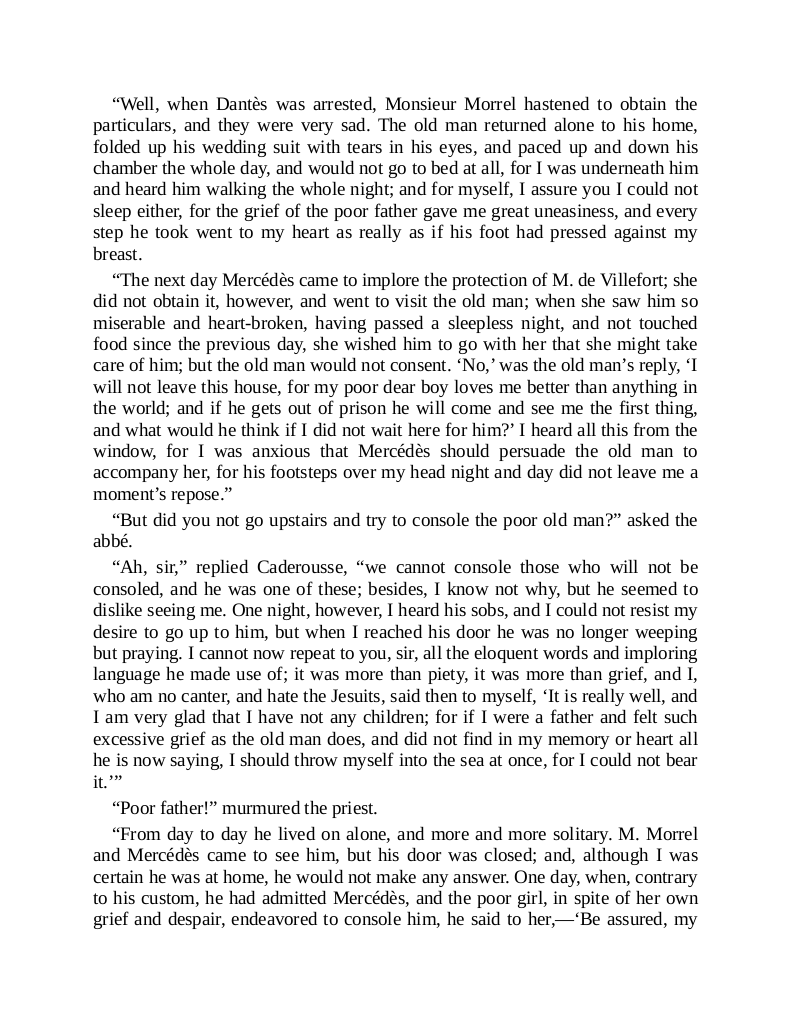 “Well, when Dantès was arrested, Monsieur Morrel hastened to obtain the
particulars, and they were very sad. The old man returned alone to his home,
folded up his wedding suit with tears in his eyes, and paced up and down his
chamber the whole day, and would not go to bed at all, for I was underneath him
and heard him walking the whole night; and for myself, I assure you I could not
sleep either, for the grief of the poor father gave me great uneasiness, and every
step he took went to my heart as really as if his foot had pressed against my
breast.
“The next day Mercédès came to implore the protection of M. de Villefort; she
did not obtain it, however, and went to visit the old man; when she saw him so
miserable and heart-broken, having passed a sleepless night, and not touched
food since the previous day, she wished him to go with her that she might take
care of him; but the old man would not consent. ‘No,’ was the old man’s reply, ‘I
will not leave this house, for my poor dear boy loves me better than anything in
the world; and if he gets out of prison he will come and see me the first thing,
and what would he think if I did not wait here for him?’ I heard all this from the
window, for I was anxious that Mercédès should persuade the old man to
accompany her, for his footsteps over my head night and day did not leave me a
moment’s repose.”
“But did you not go upstairs and try to console the poor old man?” asked the
abbé.
“Ah, sir,” replied Caderousse, “we cannot console those who will not be
consoled, and he was one of these; besides, I know not why, but he seemed to
dislike seeing me. One night, however, I heard his sobs, and I could not resist my
desire to go up to him, but when I reached his door he was no longer weeping
but praying. I cannot now repeat to you, sir, all the eloquent words and imploring
language he made use of; it was more than piety, it was more than grief, and I,
who am no canter, and hate the Jesuits, said then to myself, ‘It is really well, and
I am very glad that I have not any children; for if I were a father and felt such
excessive grief as the old man does, and did not find in my memory or heart all
he is now saying, I should throw myself into the sea at once, for I could not bear
it.’”
“Poor father!” murmured the priest.
“From day to day he lived on alone, and more and more solitary. M. Morrel
and Mercédès came to see him, but his door was closed; and, although I was
certain he was at home, he would not make any answer. One day, when, contrary
to his custom, he had admitted Mercédès, and the poor girl, in spite of her own
grief and despair, endeavored to console him, he said to her,—‘Be assured, my